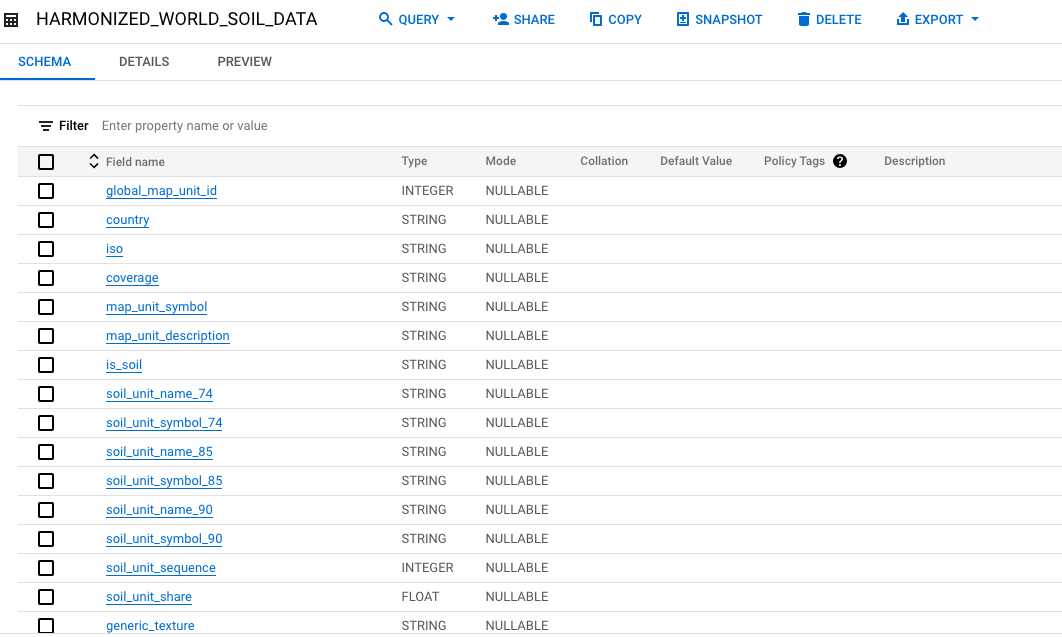 HARMONIZED_WORLD_SOIL_DATA QUERY SHARE COPY SNAPSHOT DELETE EXPORT
SCHEMA DETAILS PREVIEW
Filter Enter property name or value
Field name Type Mode Collation Default Value Policy Tags ? Description
global_map_unit_id INTEGER NULLABLE
country STRING NULLABLE
iso STRING NULLABLE
coverage STRING NULLABLE
map_unit_symbol STRING NULLABLE
map_unit_description STRING NULLABLE
is_soil STRING NULLABLE
soil_unit_name_74 STRING NULLABLE
soil_unit_symbol_74 STRING NULLABLE
soil_unit_name_85 STRING NULLABLE
soil_unit_symbol_85 STRING NULLABLE
soil_unit_name_90 STRING NULLABLE
soil_unit_symbol_90 STRING NULLABLE
soil_unit_sequence INTEGER NULLABLE
soil_unit_share FLOAT NULLABLE
generic_texture STRING NULLABLE